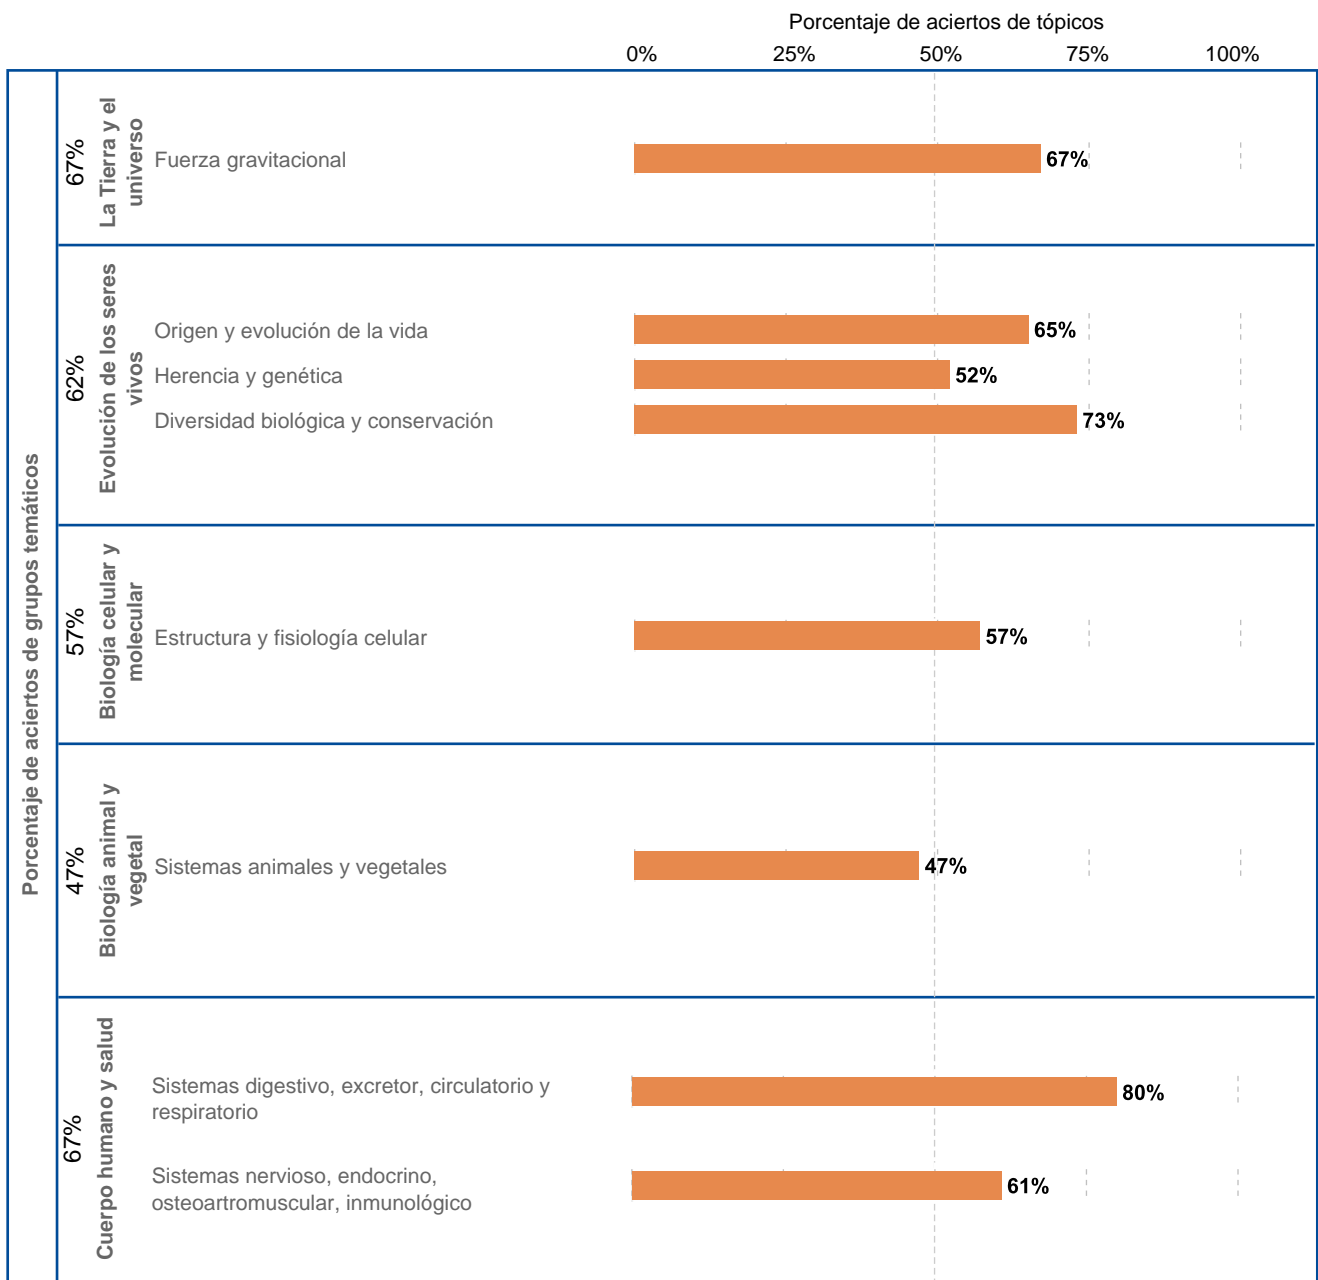 Porcentaje de aciertos de tópicos
0% 25% 50% 75% 100%
Porcentaje de aciertos de grupos temáticos
67%
La Tierra y el
universo
Fuerza gravitacional
67%
62%
Evolución de los seres
vivos
Origen y evolución de la vida
65%
Herencia y genética
52%
Diversidad biológica y conservación
73%
57%
Biología celular y
molecular
Estructura y fisiología celular
57%
47%
Biología animal y
vegetal
Sistemas animales y vegetales
47%
67%
Cuerpo humano y salud
Sistemas digestivo, excretor, circulatorio y
respiratorio
80%
Sistemas nervioso, endocrino,
osteoartromuscular, inmunológico
61%